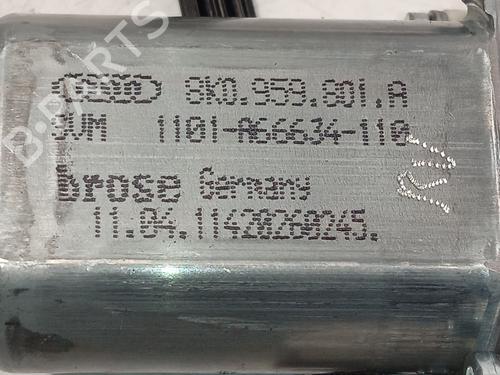 8K0.959.801.A
1101-A66634-110
brose Germany
11.04.11428260245.
B-PARTS